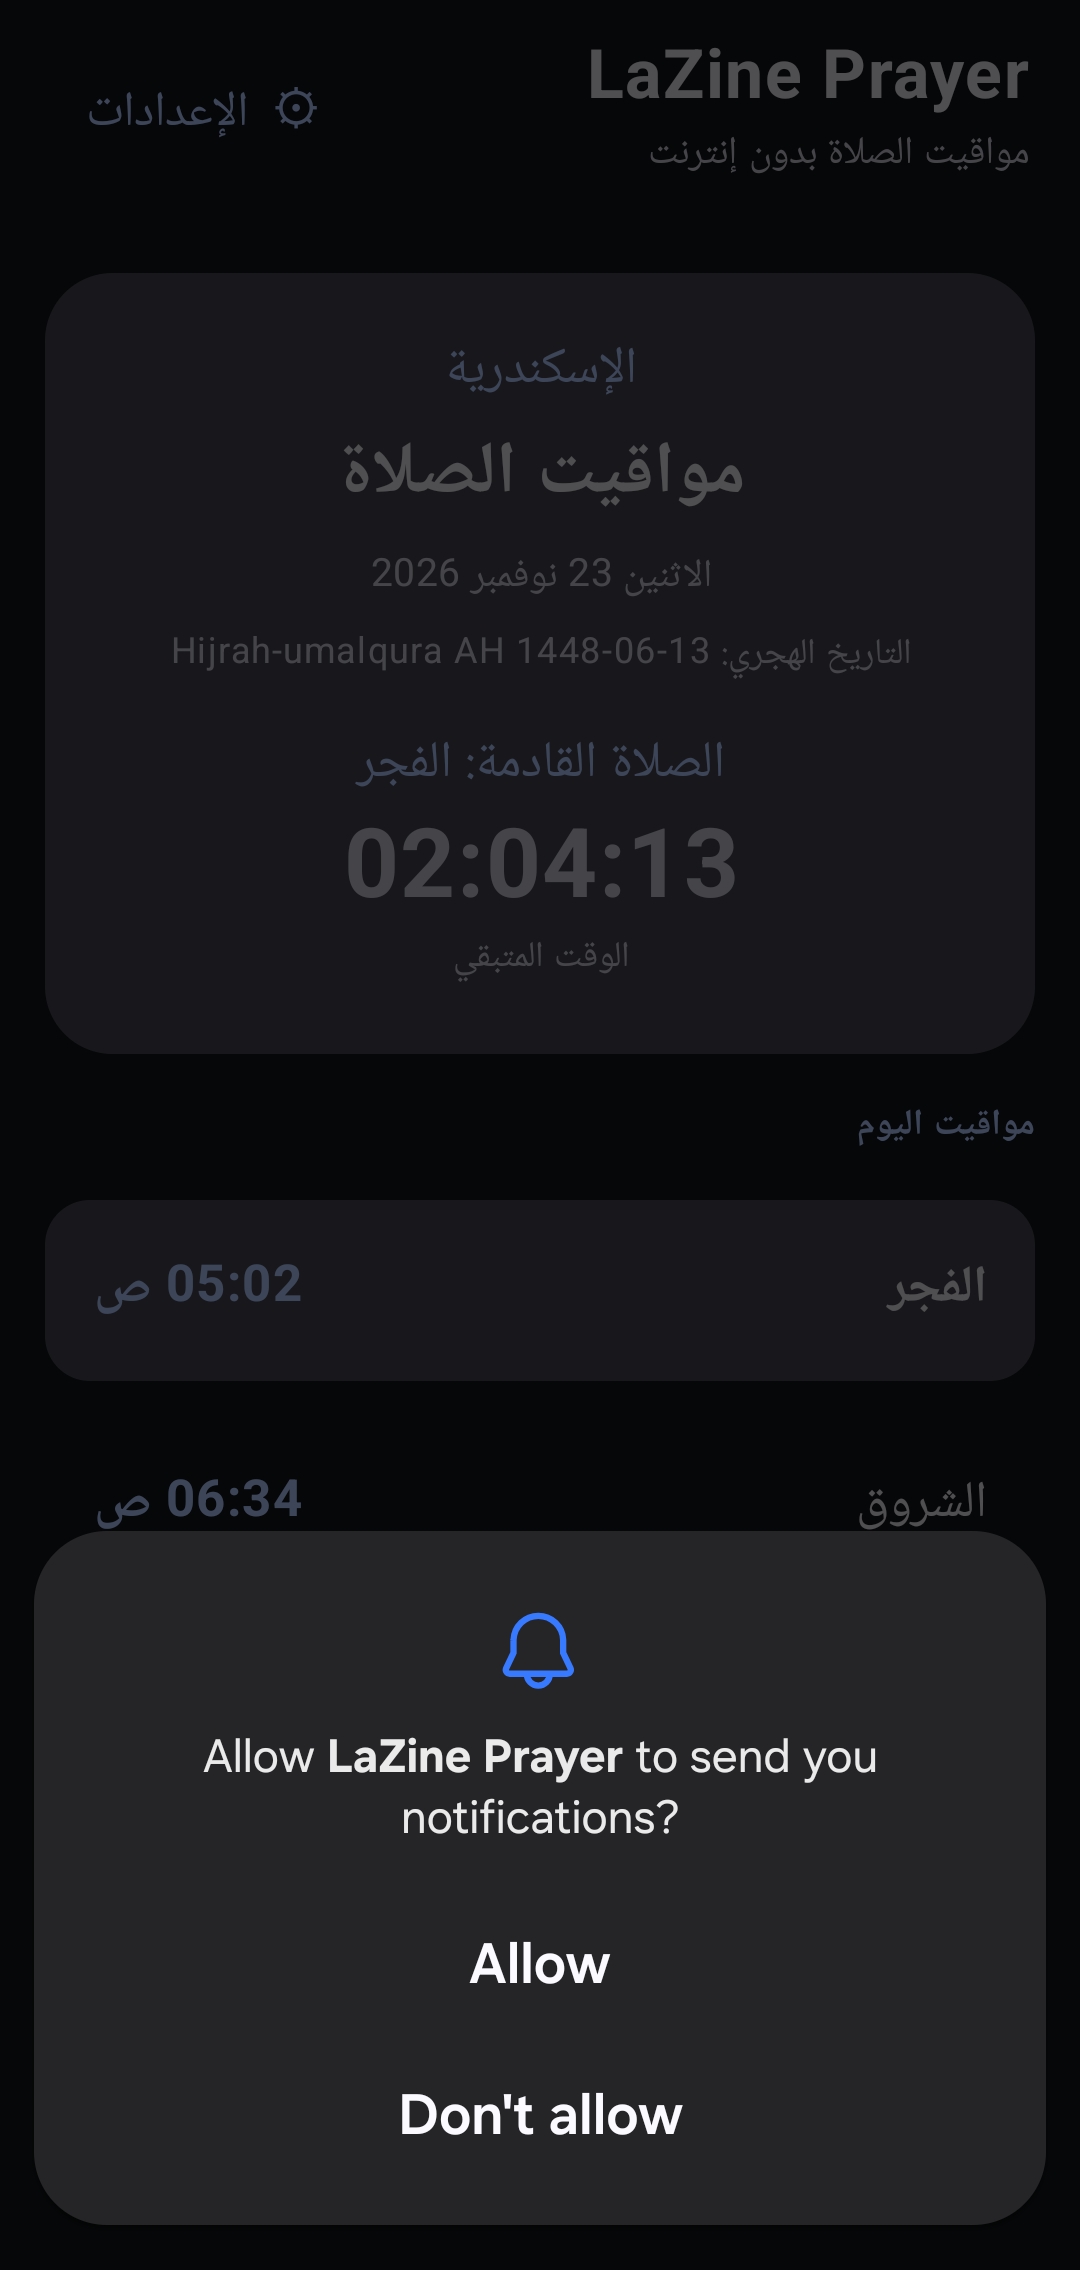 LaZine Prayer
مواقيت الصلاة بدون إنترنت
الإعدادات
الإسكندرية
مواقيت الصلاة
الاثنين 23 نوفمبر 2026
التاريخ الهجري: Hijrah-umalqura AH 1448-06-13
الصلاة القادمة: الفجر
02:04:13
الوقت المتبقي
مواقيت اليوم
الفجر
05:02 ص
الشروق
06:34 ص
Allow LaZine Prayer to send you
notifications?
Allow
Don't allow